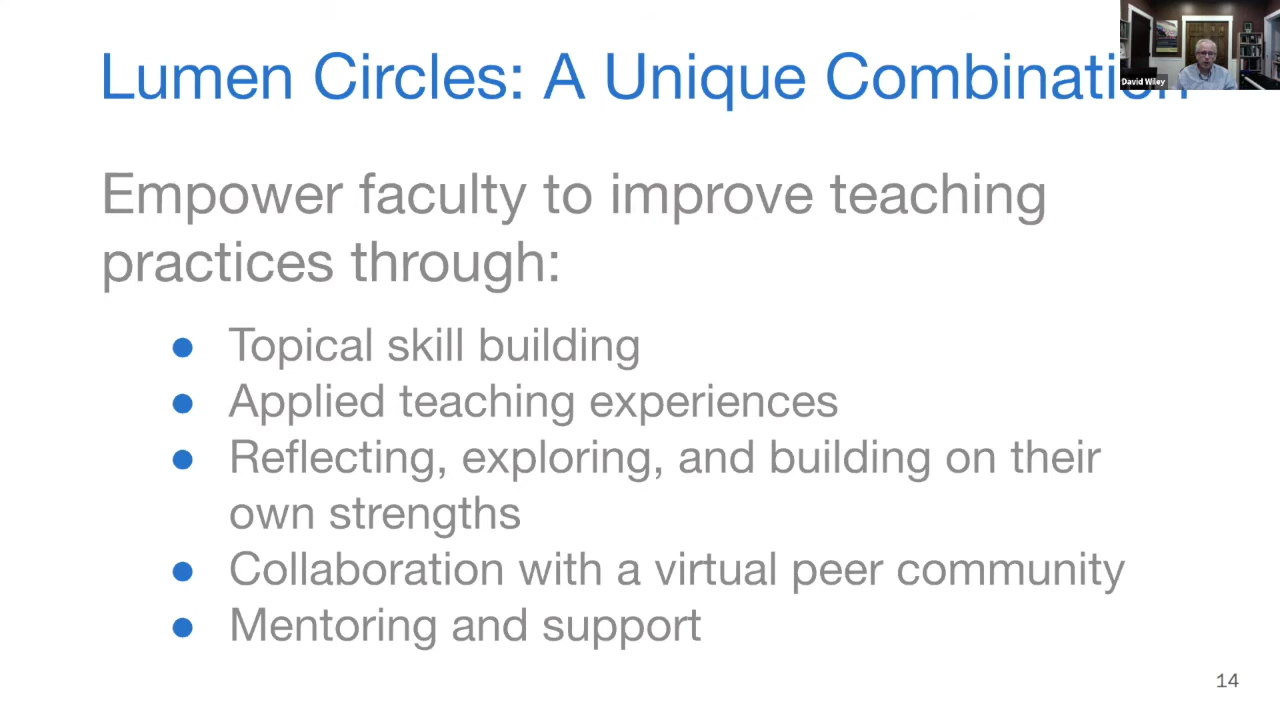 Lumen Circles: A Unique Combination
David Wiley
Empower faculty to improve teaching
practices through:
● Topical skill building
● Applied teaching experiences
● Reflecting, exploring, and building on their
own strengths
● Collaboration with a virtual peer community
● Mentoring and support
14